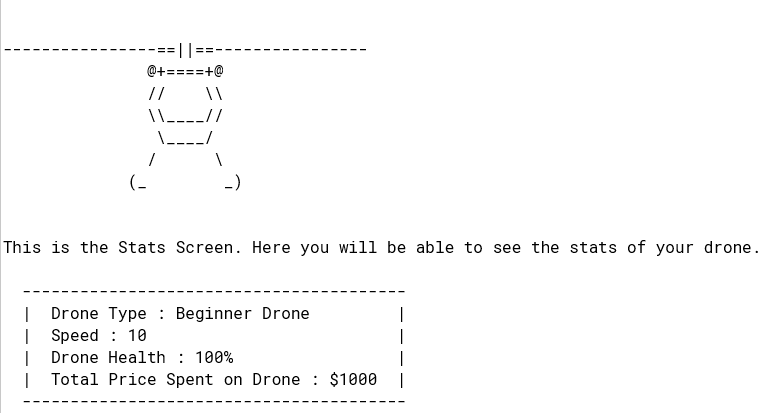 ----------------==||==----------------
               @+====+@
               //    \\
               \\____//
                \____/
               /      \
             (_        _)
This is the Stats Screen. Here you will be able to see the stats of your drone.
  ----------------------------------------
  |  Drone Type : Beginner Drone         |
  |  Speed : 10                          |
  |  Drone Health : 100%                 |
  |  Total Price Spent on Drone : $1000  |
  ----------------------------------------